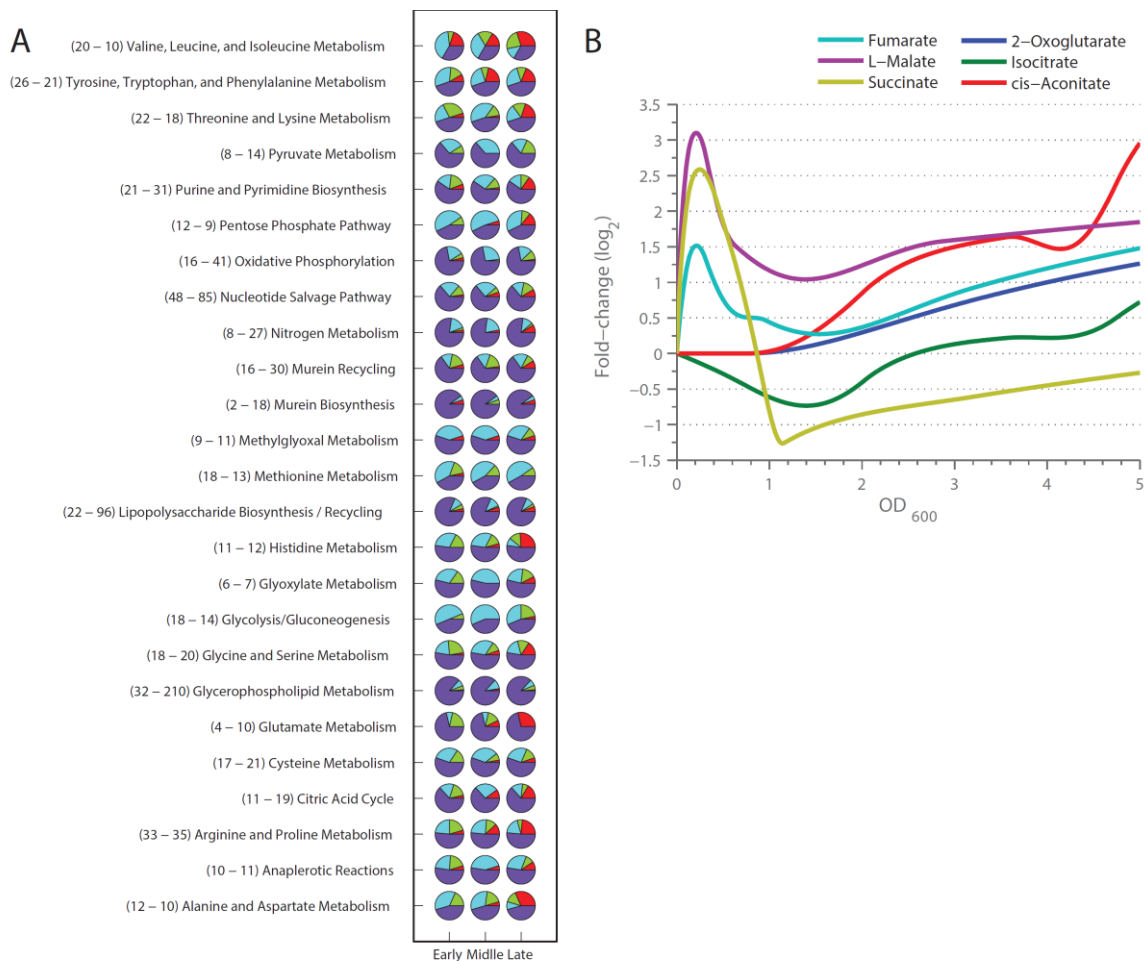 A
(20 – 10) Valine, Leucine, and Isoleucine Metabolism
(26 – 21) Tyrosine, Tryptophan, and Phenylalanine Metabolism
(22 – 18) Threonine and Lysine Metabolism
(8 – 14) Pyruvate Metabolism
(21 – 31) Purine and Pyrimidine Biosynthesis
(12 – 9) Pentose Phosphate Pathway
(16 – 41) Oxidative Phosphorylation
(48 – 85) Nucleotide Salvage Pathway
(8 – 27) Nitrogen Metabolism
(16 – 30) Murein Recycling
(2 – 18) Murein Biosynthesis
(9 – 11) Methylglyoxal Metabolism
(18 – 13) Methionine Metabolism
(22 – 96) Lipopolysaccharide Biosynthesis / Recycling
(11 – 12) Histidine Metabolism
(6 – 7) Glyoxylate Metabolism
(18 – 14) Glycolysis/Gluconeogenesis
(18 – 20) Glycine and Serine Metabolism
(32 – 210) Glycerophospholipid Metabolism
(4 – 10) Glutamate Metabolism
(17 – 21) Cysteine Metabolism
(11 – 19) Citric Acid Cycle
(33 – 35) Arginine and Proline Metabolism
(10 – 11) Anaplerotic Reactions
(12 – 10) Alanine and Aspartate Metabolism
Early Midlle Late
B
Fumarate 2–Oxoglutarate
L–Malate Isocitrate
Succinate cis–Aconitate
Fold–change (log2)
3.5
3
2.5
2
1.5
1
0.5
0
−0.5
−1
−1.5
0 1 2 3 4 5
OD 600